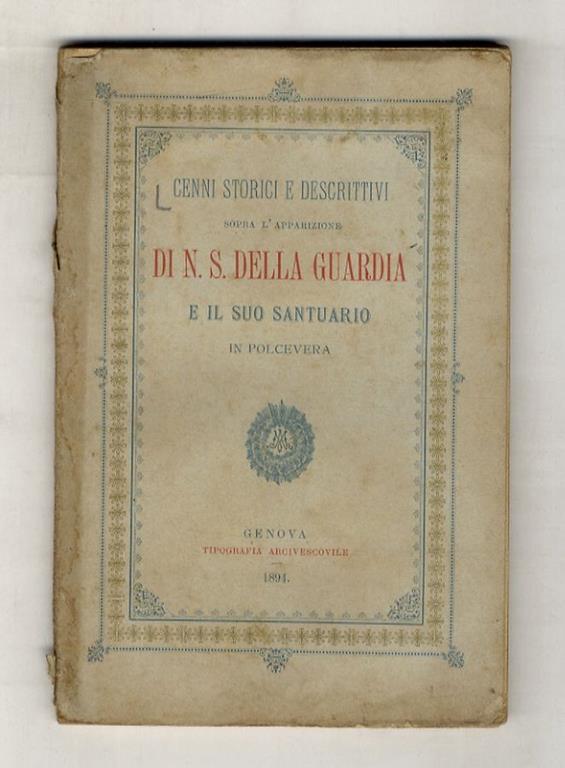 CENNI STORICI E DESCRITTIVI
SOPRA L'APPARIZIONE
DI N. S. DELLA GUARDIA
E IL SUO SANTUARIO
IN POLCEVERA
GENOVA
TIPOGRAFIA ARCIVESCOVILE
1894.